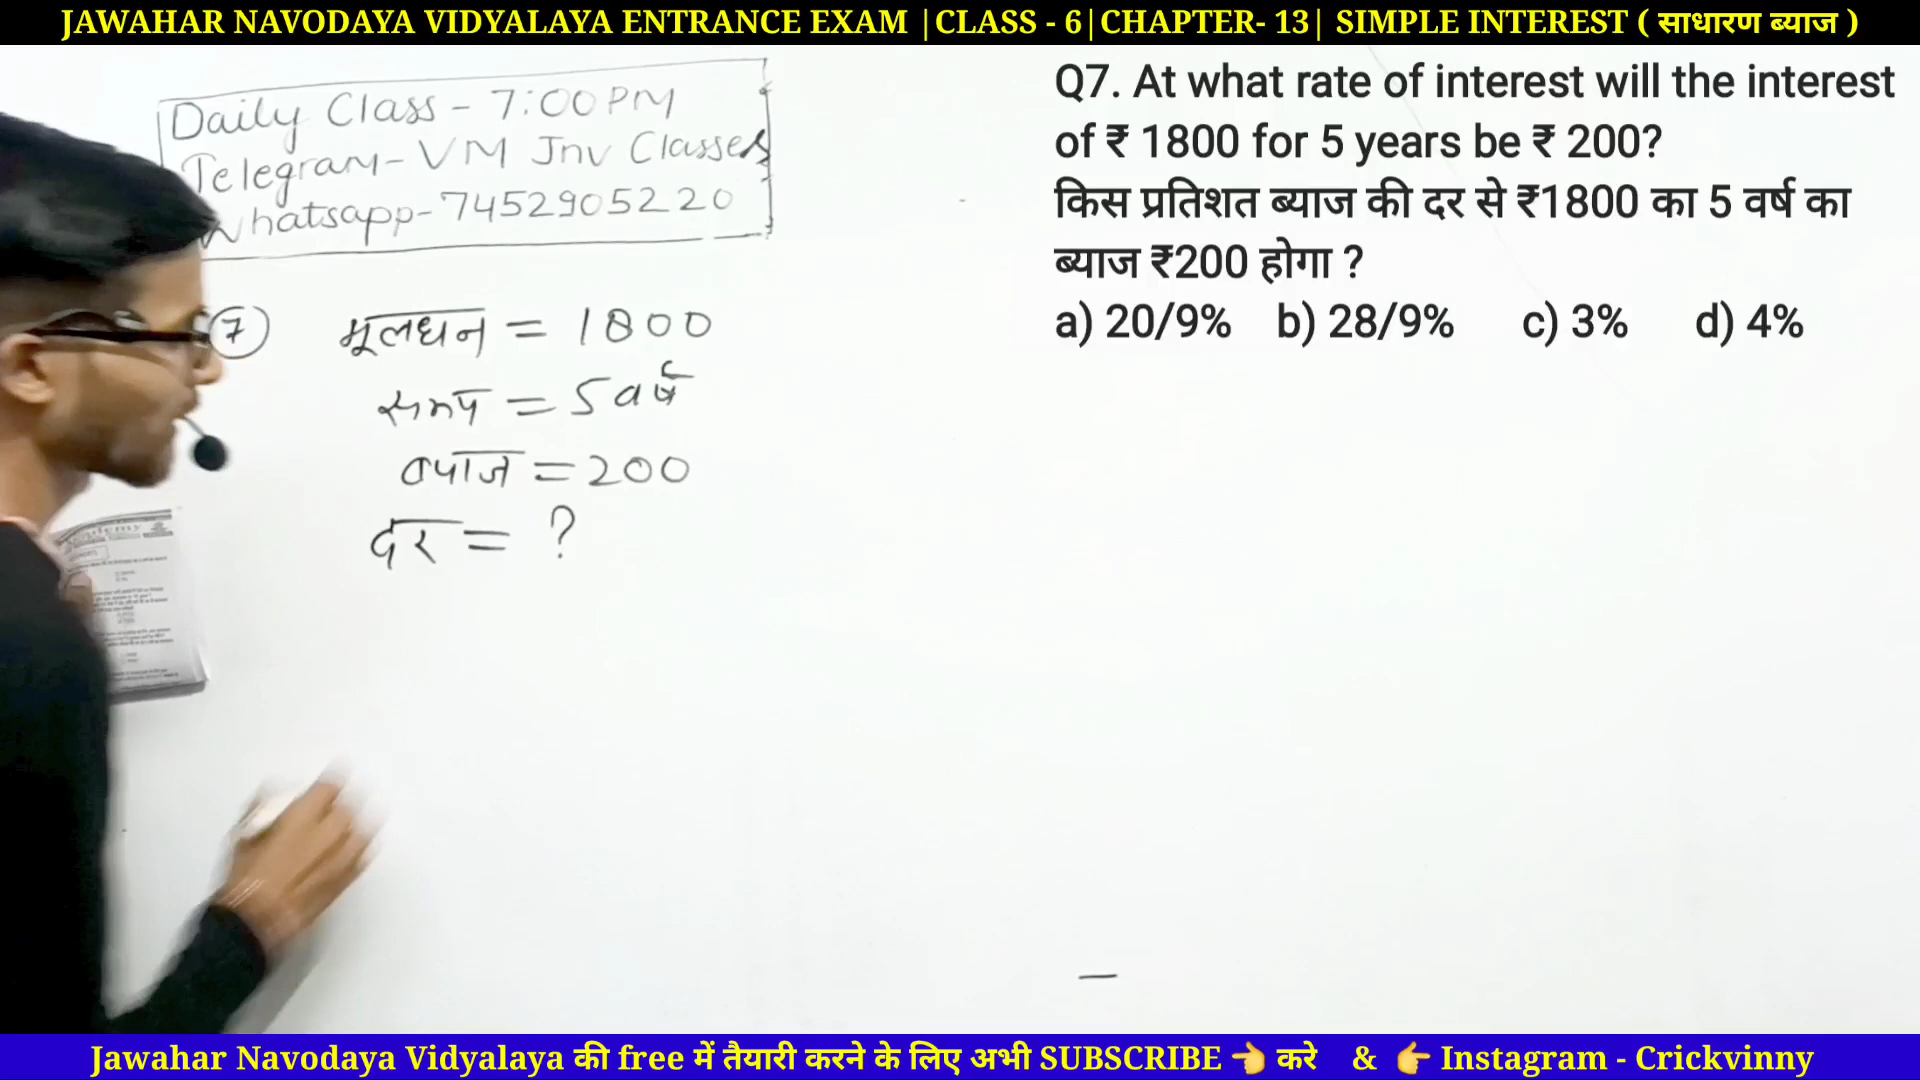 JAWAHAR NAVODAYA VIDYALAYA ENTRANCE EXAM |CLASS - 6|CHAPTER- 13| SIMPLE INTEREST ( साधारण ब्याज )
Daily Class - 7:00PM
Telegram- VM Jnv Classes
Whatsapp- 7452905220
7 मूलधन = 1800
समय = 5 वर्ष
ब्याज = 200
दर = ?
Q7. At what rate of interest will the interest
of ₹ 1800 for 5 years be ₹ 200?
किस प्रतिशत ब्याज की दर से ₹1800 का 5 वर्ष का
ब्याज ₹200 होगा ?
a) 20/9% b) 28/9% c) 3% d) 4%
Jawahar Navodaya Vidyalaya की free में तैयारी करने के लिए अभी SUBSCRIBE 👈 करे & 👉 Instagram - Crickvinny